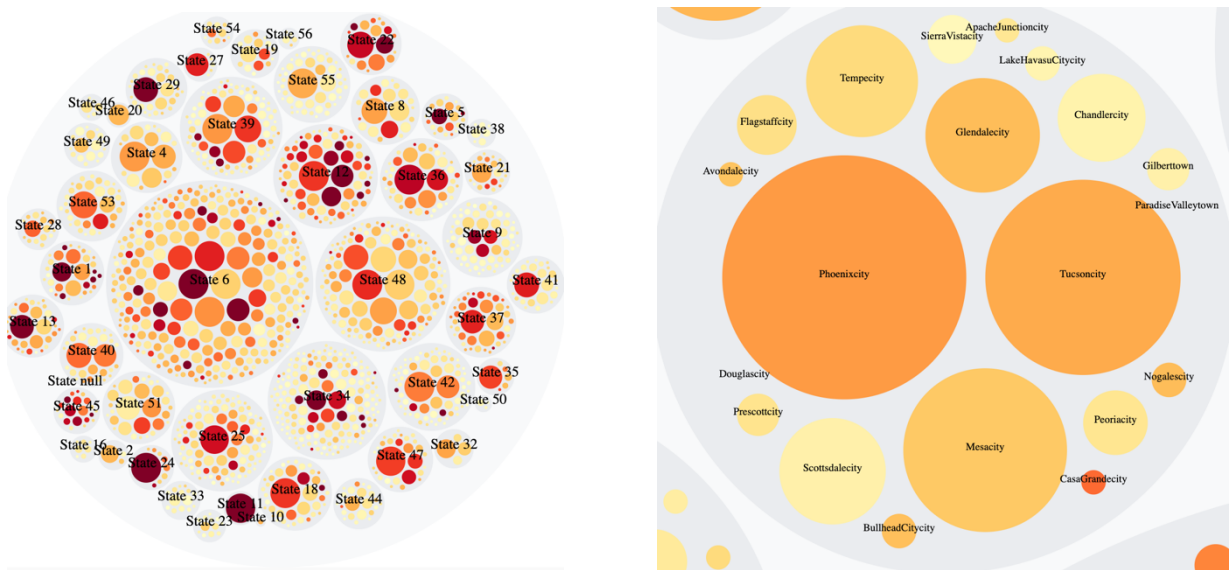 State 54
State 56
State 19
State 22
State 27
State 29
State 55
State 46
State 20
State 8
State 5
State 39
State 38
State 49
State 4
State 12
State 36
State 21
State 53
State 28
State 9
State 1
State 6
State 48
State 41
State 13
State 37
State 40
State null
State 35
State 42
State 34
State 50
State 45
State 51
State 25
State 16
State 2
State 24
State 47
State 32
State 33
State 11
State 18
State 44
State 10
State 23
ApacheJunctioncity
SierraVistacity
LakeHavasuCitycity
Tempecity
Chandlercity
Flagstaffcity
Glendalecity
Gilberttown
Avondalecity
ParadiseValleytown
Phoenixcity
Tucsoncity
Douglascity
Nogalescity
Prescottcity
Peoriacity
Mesacity
Scottsdalecity
CasaGrandecity
BullheadCitycity